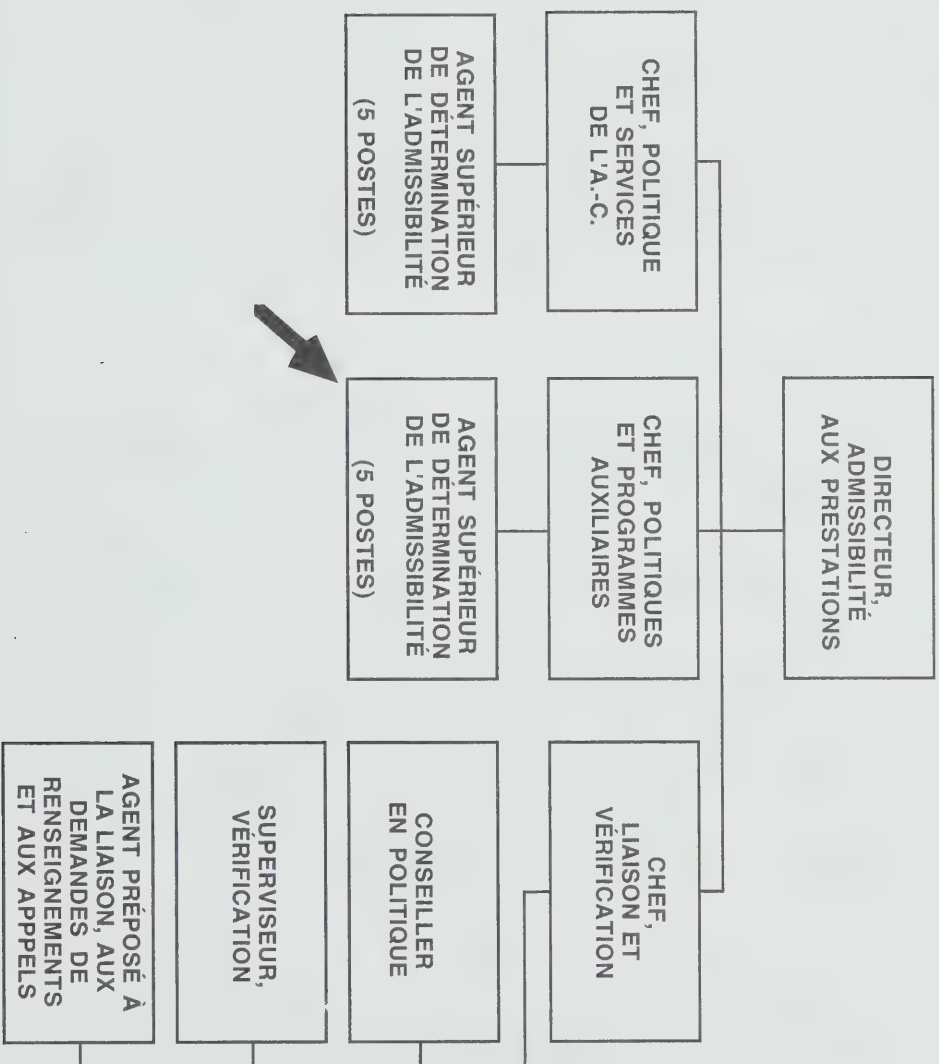 DIRECTEUR,
ADMISSIBILITÉ
AUX PRESTATIONS
CHEF, POLITIQUE
ET SERVICES
DE L'A.-C.
CHEF, POLITIQUES
ET PROGRAMMES
AUXILIAIRES
CHEF,
LIAISON ET
VÉRIFICATION
AGENT SUPÉRIEUR
DE DÉTERMINATION
DE L'ADMISSIBILITÉ
(5 POSTES)
AGENT SUPÉRIEUR
DE DÉTERMINATION
DE L'ADMISSIBILITÉ
(5 POSTES)
CONSEILLER
EN POLITIQUE
SUPERVISEUR,
VÉRIFICATION
AGENT PRÉPOSÉ À
LA LIAISON, AUX
DEMANDES DE
RENSEIGNEMENTS
ET AUX APPPELS